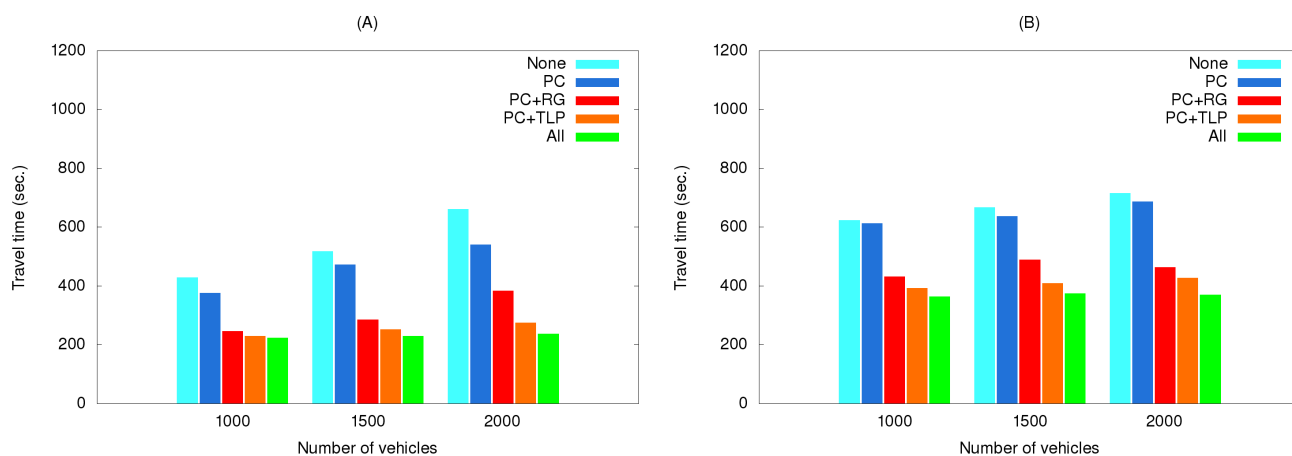 (A)
Travel time (sec.)
1200
1000
800
600
400
200
0
None
PC
PC+RG
PC+TLP
All
1000 1500 2000
Number of vehicles
(B)
Travel time (sec.)
1200
1000
800
600
400
200
0
None
PC
PC+RG
PC+TLP
All
1000 1500 2000
Number of vehicles